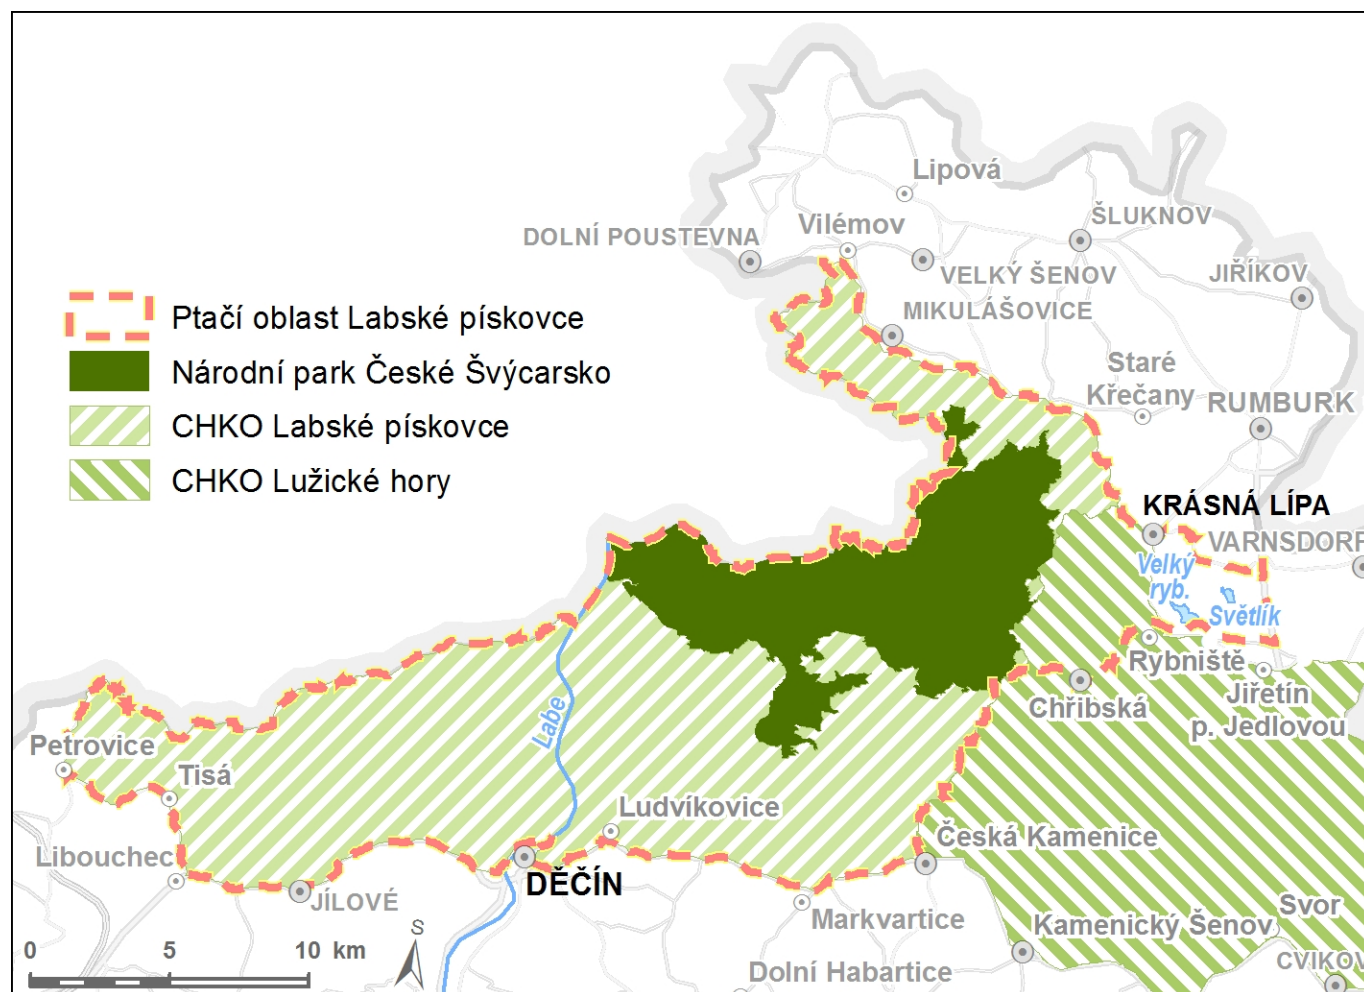 Lipová
Vilémov
ŠLUKNOV
DOLNÍ POUSTEVNA
VELKÝ ŠENOV
JIŘÍKOV
MIKULÁŠOVICE
Ptačí oblast Labské pískovce
Národní park České Švýcarsko
CHKO Labské pískovce
CHKO Lužické hory
Staré
Křečany
RUMBURK
KRÁSNÁ LÍPA
VARNSDORF
Velký
ryb.
Světlík
Rybniště
Chřibská
Jiřetín
p. Jedlovou
Labe
Petrovice
Tisá
Ludvíkovice
Česká Kamenice
Libouchec
DĚČÍN
JÍLOVÉ
Markvartice
Kamenický Šenov
Svor
CVIKOV
Dolní Habartice
S
0 5 10 km